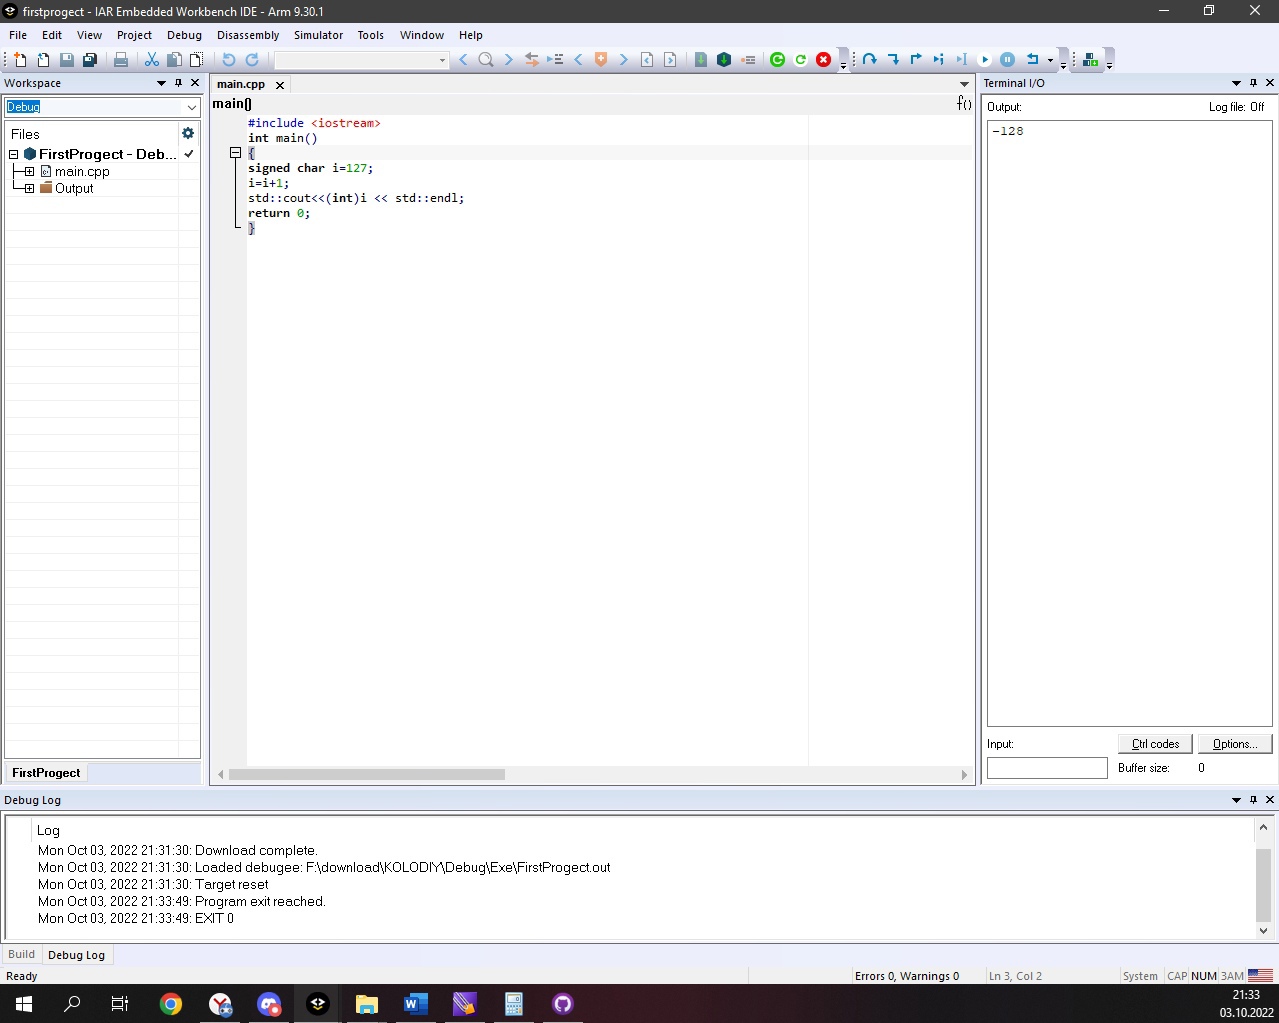 firstprogect - IAR Embedded Workbench IDE - Arm 9.30.1
File Edit View Project Debug Disassembly Simulator Tools Window Help
Workspace
Debug
Files
FirstProgect - Deb...
main.cpp
Output
FirstProgect
main.cpp
main()
f()
#include <iostream>
int main()
{
signed char i=127;
i=i+1;
std::cout<<(int)i << std::endl;
return 0;
}
Terminal I/O
Output: Log file: Off
-128
Input: Ctrl codes Options...
Buffer size: 0
Debug Log
Log
Mon Oct 03, 2022 21:31:30: Download complete.
Mon Oct 03, 2022 21:31:30: Loaded debugee: F:\download\KOLODIY\Debug\Exe\FirstProgect.out
Mon Oct 03, 2022 21:31:30: Target reset
Mon Oct 03, 2022 21:33:49: Program exit reached.
Mon Oct 03, 2022 21:33:49: EXIT 0
Build Debug Log
Ready Errors 0, Warnings 0 Ln 3, Col 2 System CAP NUM ЗАМ
21:33
03.10.2022